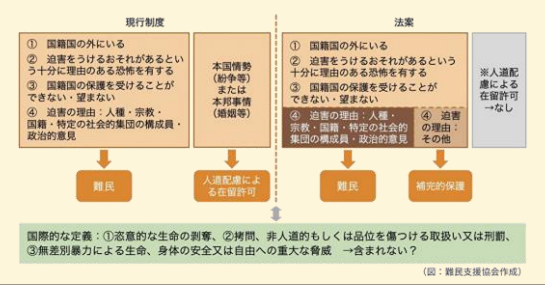 現行制度
① 国籍国の外にいる
② 迫害をうけるおそれがあるとい
う十分に理由のある恐怖を有する
③ 国籍国の保護を受けることが
できない・望まない
④ 迫害の理由：人種・宗教・
国籍・特定の社会的集団の構成員・
政治的意見
難民
本国情勢
（紛争等）
または
本邦事情
（婚姻等）
人道配慮によ
る在留許可
法案
① 国籍国の外にいる
② 迫害をうけるおそれがあるという
十分に理由のある恐怖を有する
③ 国籍国の保護を受けることが
できない・望まない
④ 迫害の理由：人種・
宗教・国籍・特定の社会的
集団の構成員・政治的意見
難民
④ 迫害
の理由：
その他
補完的保護
※人道配
慮による
在留許可
→なし
国際的な定義：①恣意的な生命の剥奪、②拷問、非人道的もしくは品位を傷つける取扱い又は刑罰、
③無差別暴力による生命、身体の安全又は自由への重大な脅威 →含まれない？
（図：難民支援協会作成）